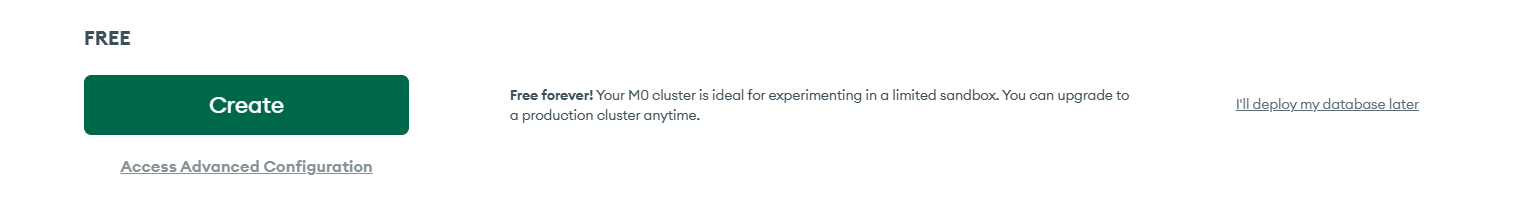 FREE
Create
Free forever! Your M0 cluster is ideal for experimenting in a limited sandbox. You can upgrade to
a production cluster anytime.
I'll deploy my database later
Access Advanced Configuration